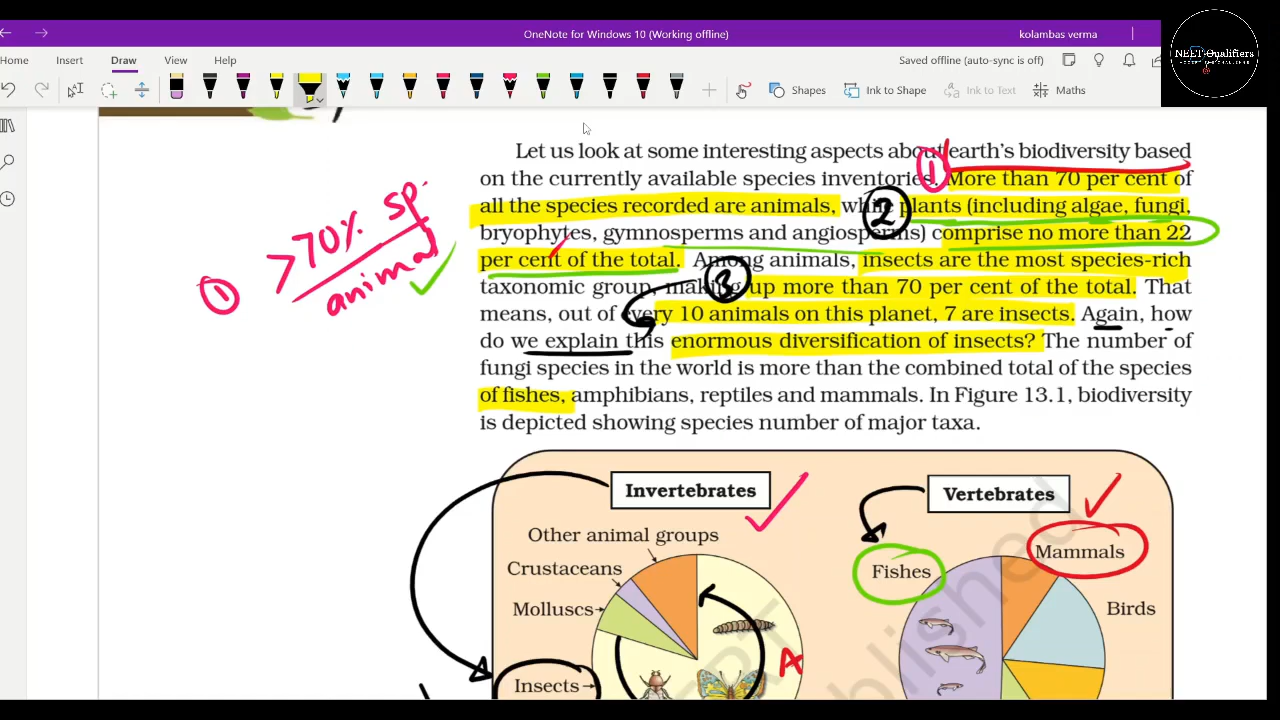 OneNote for Windows 10 (Working offline)
kolambas verma
NEET Qualifiers
Home Insert Draw View Help
Saved offline (auto-sync is off)
Shapes Ink to Shape Ink to Text Maths
Let us look at some interesting aspects about earth's biodiversity based
on the currently available species inventories. More than 70 per cent of
all the species recorded are animals, while plants (including algae, fungi,
bryophytes, gymnosperms and angiosperms) comprise no more than 22
per cent of the total. Among animals, insects are the most species-rich
taxonomic group, making up more than 70 per cent of the total. That
means, out of every 10 animals on this planet, 7 are insects. Again, how
do we explain this enormous diversification of insects? The number of
fungi species in the world is more than the combined total of the species
of fishes, amphibians, reptiles and mammals. In Figure 13.1, biodiversity
is depicted showing species number of major taxa.
1
2
3
1 >70% sp.
animal
Invertebrates
Vertebrates
Other animal groups
Crustaceans
Molluscs
Insects
A
Mammals
Fishes
Birds